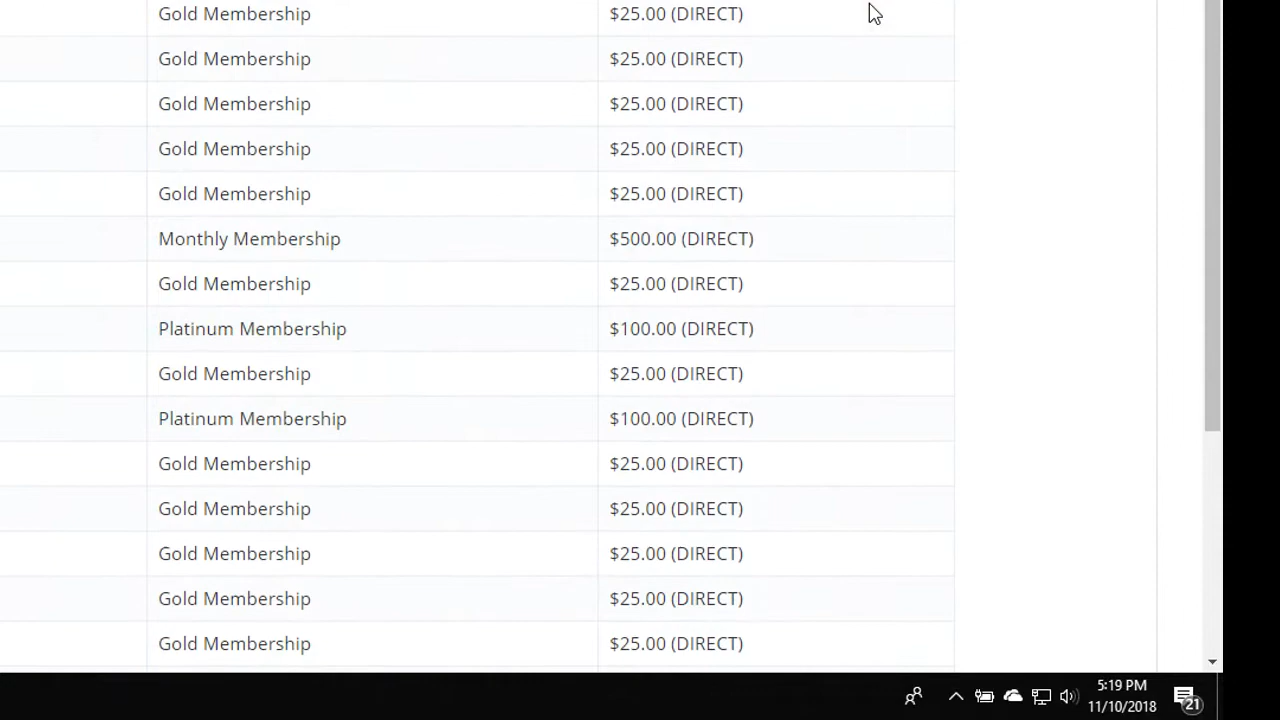 Gold Membership $25.00 (DIRECT)
Gold Membership $25.00 (DIRECT)
Gold Membership $25.00 (DIRECT)
Gold Membership $25.00 (DIRECT)
Gold Membership $25.00 (DIRECT)
Monthly Membership $500.00 (DIRECT)
Gold Membership $25.00 (DIRECT)
Platinum Membership $100.00 (DIRECT)
Gold Membership $25.00 (DIRECT)
Platinum Membership $100.00 (DIRECT)
Gold Membership $25.00 (DIRECT)
Gold Membership $25.00 (DIRECT)
Gold Membership $25.00 (DIRECT)
Gold Membership $25.00 (DIRECT)
Gold Membership $25.00 (DIRECT)
5:19 PM
11/10/2018
21